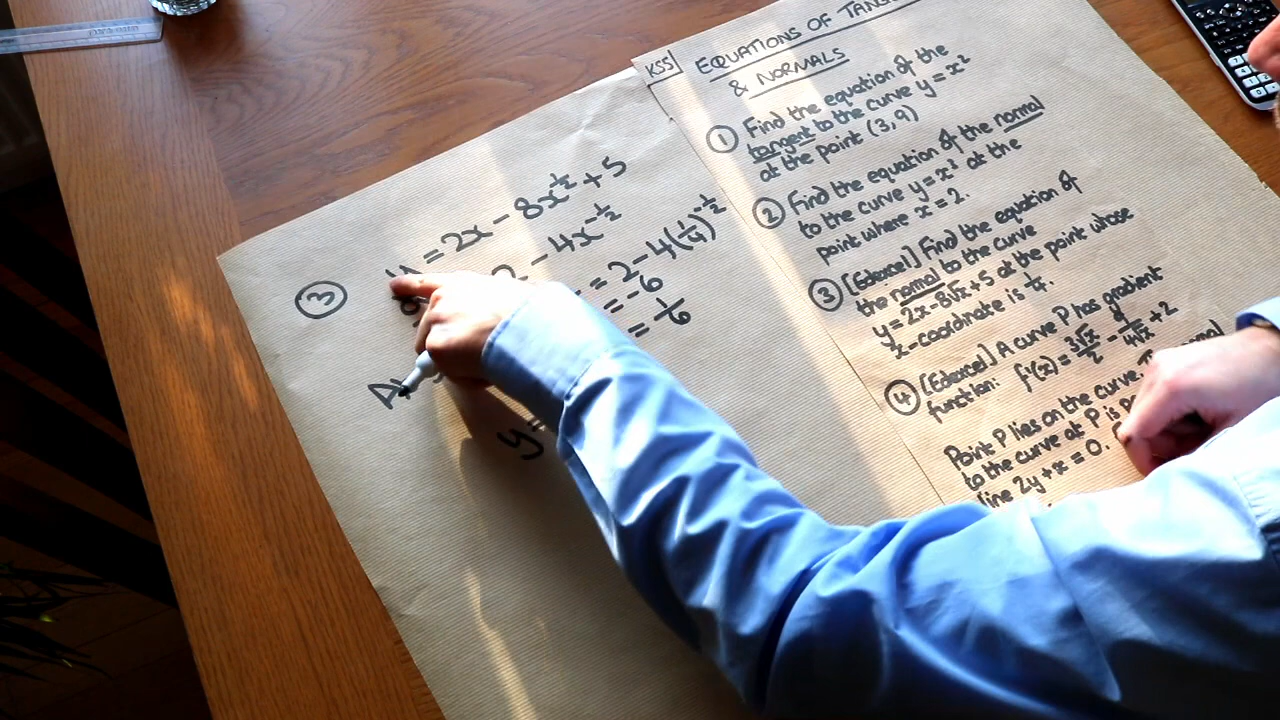 ③
y = 2x - 8x^½ + 5
- 4x^-½
= 2 - 4(¼)^-½
= -6
= 1/6
A
y =
KS5
EQUATIONS OF
& NORMALS
① Find the equation of the
tangent to the curve y = x²
at the point (3,9)
② Find the equation of the normal
to the curve y = x³ at the
point where x = 2.
③ [Edexcel] Find the equation of
the normal to the curve
y = 2x - 8√x + 5 at the point whose
x-coordinate is ¼.
④ [Edexcel] A curve P has gradient
function: f'(x) = 3√x/2 - 1/4√x + 2
Point P lies on the curve.
to the curve at P is
line 2y + x = 0.